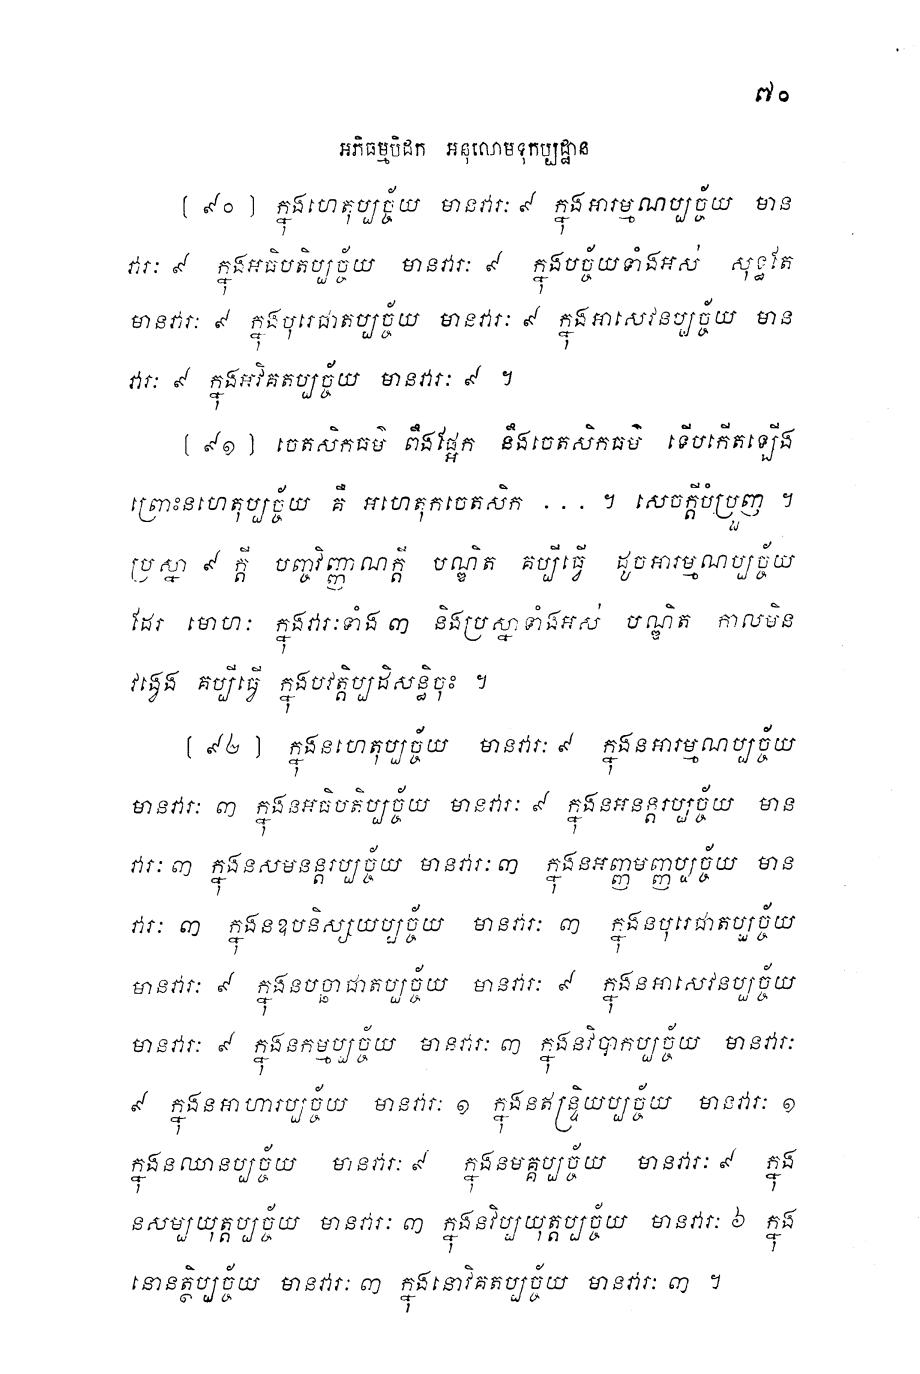 ៧០
អភិធម្មបិដក អនុលោមទុកប្បដ្ឋាន
[ ៩០ ] ក្នុងហេតុប្បច្ច័យ មានវារៈ ៩ ក្នុងអារម្មណប្បច្ច័យ មាន
វារៈ ៩ ក្នុងអធិបតិប្បច្ច័យ មានវារៈ ៩ ក្នុងបច្ច័យទាំងអស់ សុទ្ធតែ
មានវារៈ ៩ ក្នុងបុរេជាតប្បច្ច័យ មានវារៈ ៩ ក្នុងអាសេវនប្បច្ច័យ មាន
វារៈ ៩ ក្នុងអវិគតប្បច្ច័យ មានវារៈ ៩ ។
[ ៩១ ] ចេតសិកធម៌ ពឹងផ្អែក នឹងចេតសិកធម៌ ទើបកើតឡើង
ព្រោះនហេតុប្បច្ច័យ គឺ អហេតុកចេតសិក . . . ។ សេចក្តីបំប្រួញ ។
ប្រស្នា ៩ ក្តី បញ្ចវិញ្ញាណក្តី បណ្ឌិត គប្បីធ្វើ ដូចអារម្មណប្បច្ច័យ
ដែរ មោហៈ ក្នុងវារៈទាំង ៣ និងប្រស្នាទាំងអស់ បណ្ឌិត កាលមិន
វង្វេង គប្បីធ្វើ ក្នុងបវត្តិប្បដិសន្ធិចុះ ។
[ ៩២ ] ក្នុងនហេតុប្បច្ច័យ មានវារៈ ៩ ក្នុងនអារម្មណប្បច្ច័យ
មានវារៈ ៣ ក្នុងនអធិបតិប្បច្ច័យ មានវារៈ ៩ ក្នុងនអនន្តរប្បច្ច័យ មាន
វារៈ ៣ ក្នុងនសមនន្តរប្បច្ច័យ មានវារៈ ៣ ក្នុងនអញ្ញមញ្ញប្បច្ច័យ មាន
វារៈ ៣ ក្នុងនឧបនិស្សយប្បច្ច័យ មានវារៈ ៣ ក្នុងនបុរេជាតប្បច្ច័យ
មានវារៈ ៩ ក្នុងនបច្ឆាជាតប្បច្ច័យ មានវារៈ ៩ ក្នុងនអាសេវនប្បច្ច័យ
មានវារៈ ៩ ក្នុងនកម្មប្បច្ច័យ មានវារៈ ៣ ក្នុងនវិបាកប្បច្ច័យ មានវារៈ
៩ ក្នុងនអាហារប្បច្ច័យ មានវារៈ ១ ក្នុងនឥន្ទ្រិយប្បច្ច័យ មានវារៈ ១
ក្នុងនឈានប្បច្ច័យ មានវារៈ ៩ ក្នុងនមគ្គប្បច្ច័យ មានវារៈ ៩ ក្នុង
នសម្បយុត្តប្បច្ច័យ មានវារៈ ៣ ក្នុងនវិប្បយុត្តប្បច្ច័យ មានវារៈ ៦ ក្នុង
នោនត្ថិប្បច្ច័យ មានវារៈ ៣ ក្នុងនោវិគតប្បច្ច័យ មានវារៈ ៣ ។